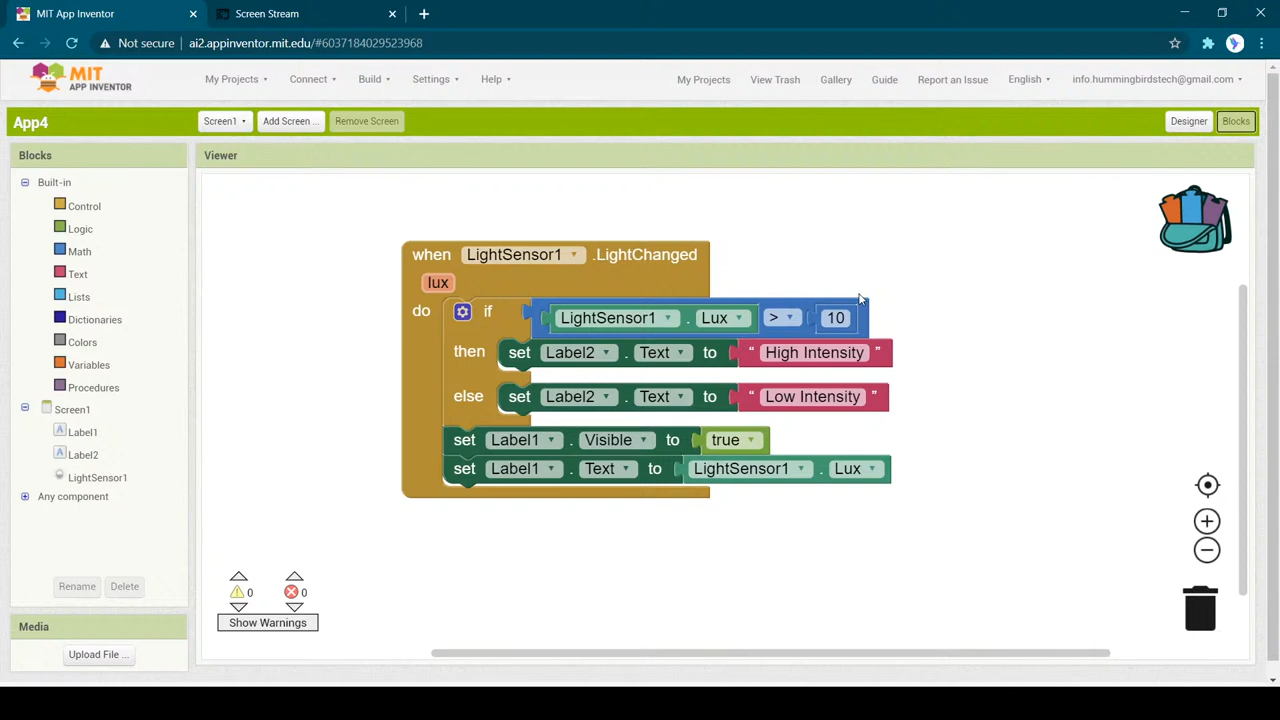 MIT App Inventor
Screen Stream
Not secure ai2.appinventor.mit.edu/#6037184029523968
MIT
APP INVENTOR
My Projects Connect Build Settings Help My Projects View Trash Gallery Guide Report an Issue English info.hummingbirdstech@gmail.com
App4 Screen1 Add Screen ... Remove Screen Designer Blocks
Blocks Viewer
Built-in
Control
Logic
Math
Text
Lists
Dictionaries
Colors
Variables
Procedures
Screen1
Label1
Label2
LightSensor1
Any component
Rename Delete
Media
Upload File ...
when LightSensor1 .LightChanged
lux
do if LightSensor1 . Lux > 10
then set Label2 . Text to “ High Intensity ”
else set Label2 . Text to “ Low Intensity ”
set Label1 . Visible to true
set Label1 . Text to LightSensor1 . Lux
0 0
Show Warnings